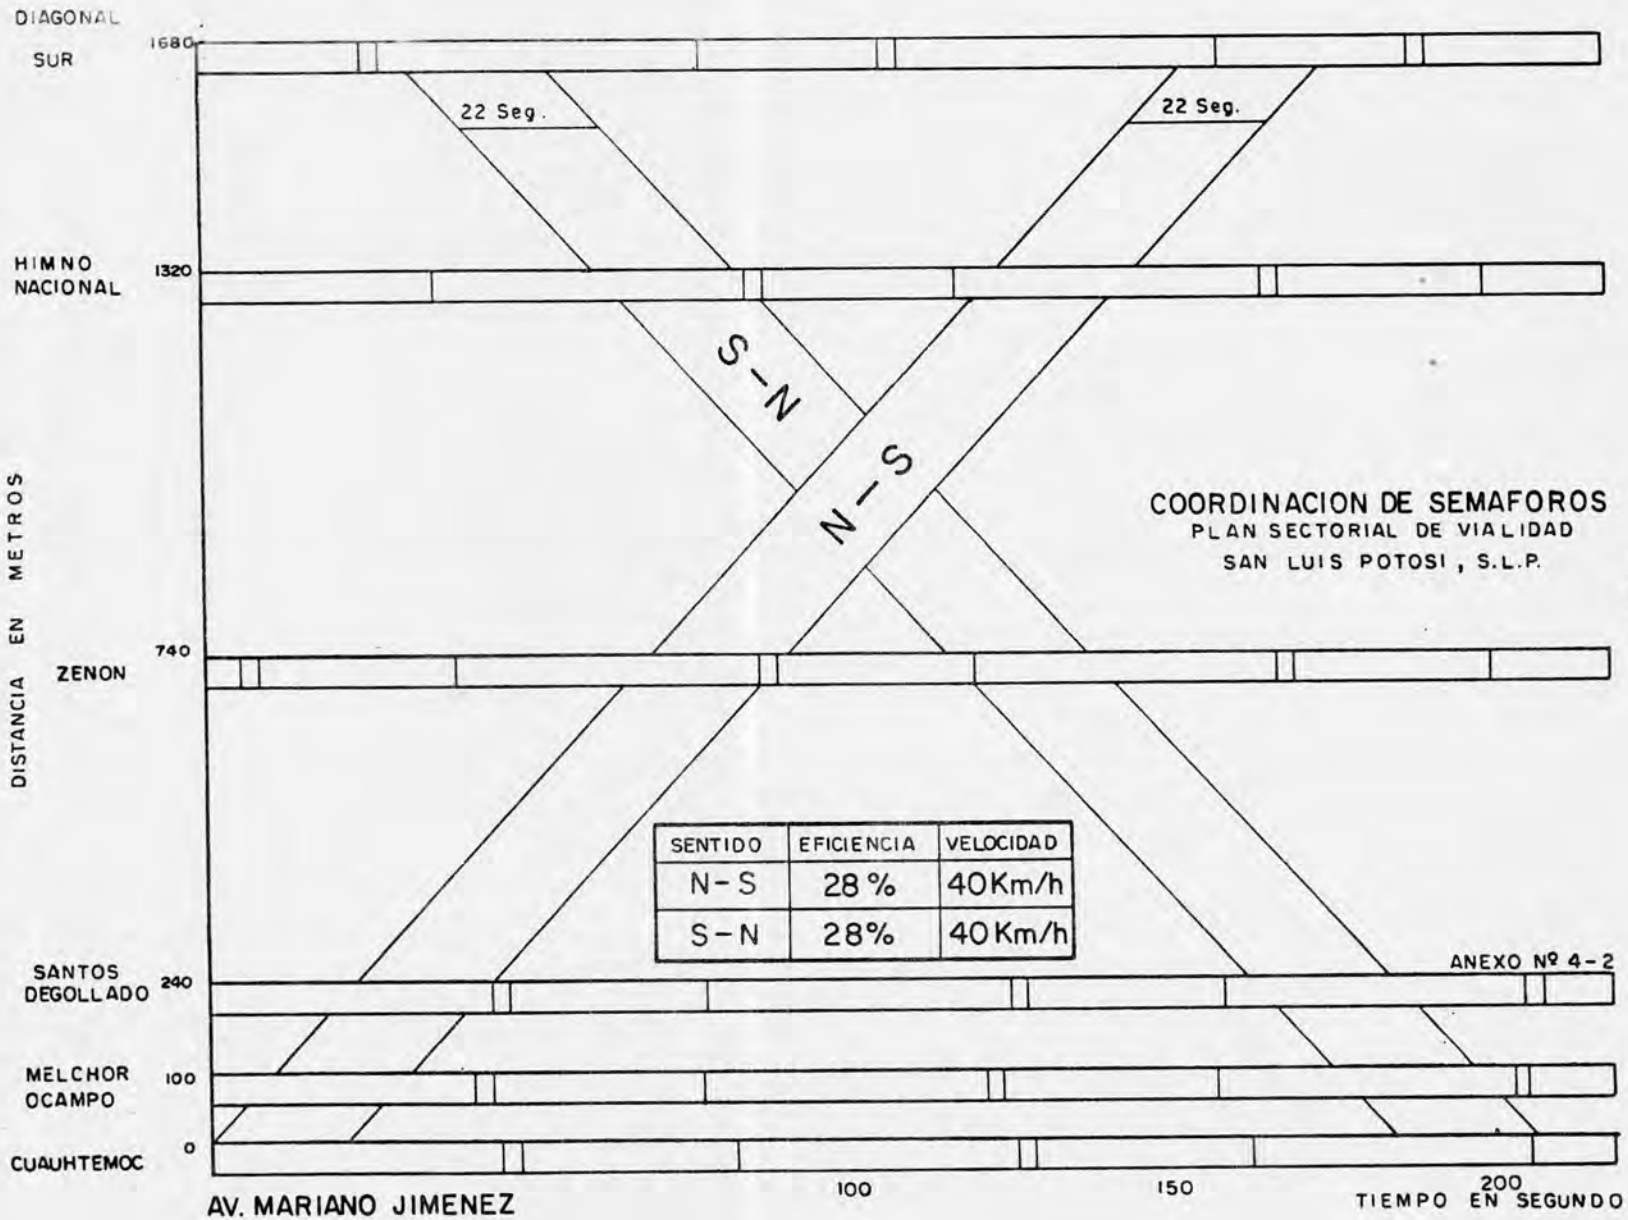 DIAGONAL
SUR
1680
22 Seg.
22 Seg.
HIMNO
NACIONAL
1320
S-N
N-S
DISTANCIA EN METROS
COORDINACION DE SEMAFOROS
PLAN SECTORIAL DE VIALIDAD
SAN LUIS POTOSI, S.L.P.
740
ZENON
SENTIDO EFICIENCIA VELOCIDAD
N-S 28% 40Km/h
S-N 28% 40Km/h
ANEXO Nº 4-2
SANTOS
DEGOLLADO
240
MELCHOR
OCAMPO
100
0
CUAUHTEMOC
100 150 200
AV. MARIANO JIMENEZ
TIEMPO EN SEGUNDO